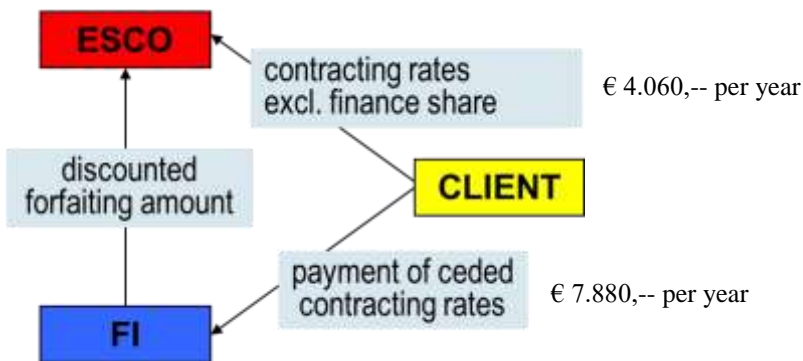 ESCO
contracting rates
excl. finance share
€ 4.060,-- per year
discounted
forfaiting amount
CLIENT
payment of ceded
contracting rates
€ 7.880,-- per year
FI